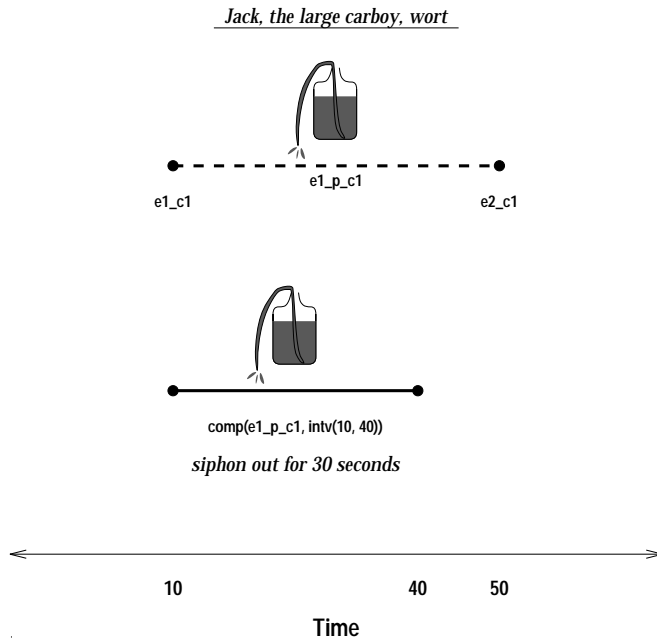 Jack, the large carboy, wort
e1_p_c1
e1_c1 e2_c1
comp(e1_p_c1, intv(10, 40))
siphon out for 30 seconds
10 40 50
Time